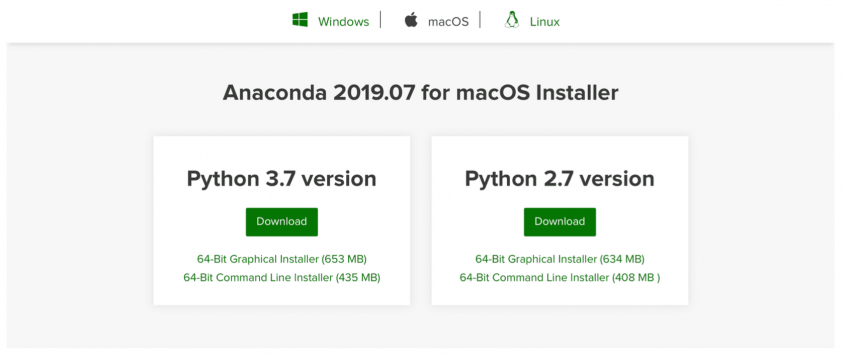 Windows | macOS | Linux
Anaconda 2019.07 for macOS Installer
Python 3.7 version
Download
64-Bit Graphical Installer (653 MB)
64-Bit Command Line Installer (435 MB)
Python 2.7 version
Download
64-Bit Graphical Installer (634 MB)
64-Bit Command Line Installer (408 MB )